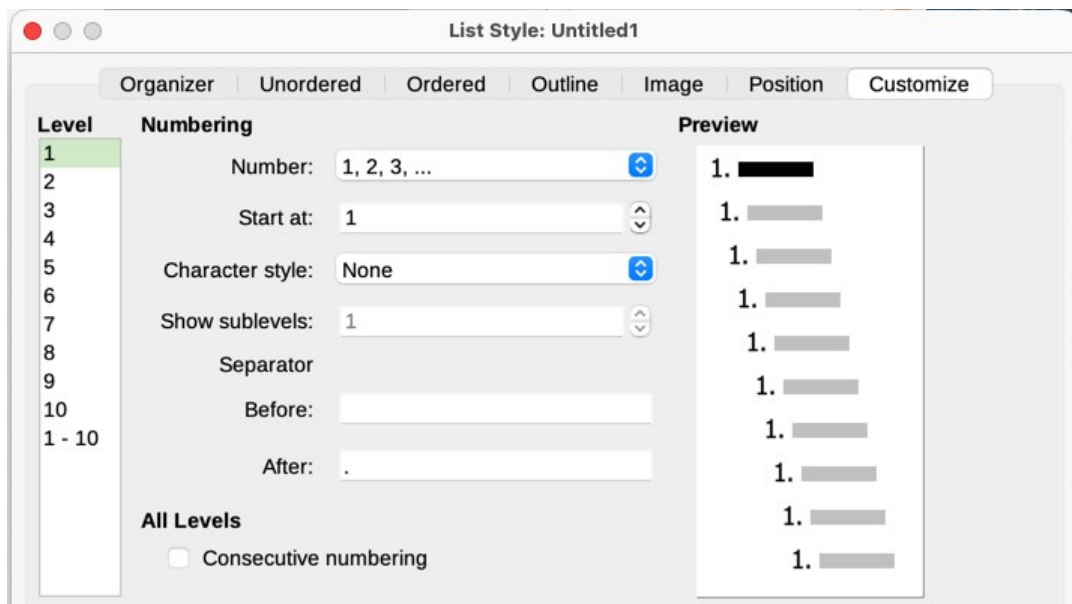 List Style: Untitled1
Organizer Unordered Ordered Outline Image Position Customize
Level
1
2
3
4
5
6
7
8
9
10
1 - 10
Numbering
Number: 1, 2, 3, ...
Start at: 1
Character style: None
Show sublevels: 1
Separator
Before:
After: .
All Levels
Consecutive numbering
Preview
1.
1.
1.
1.
1.
1.
1.
1.
1.
1.